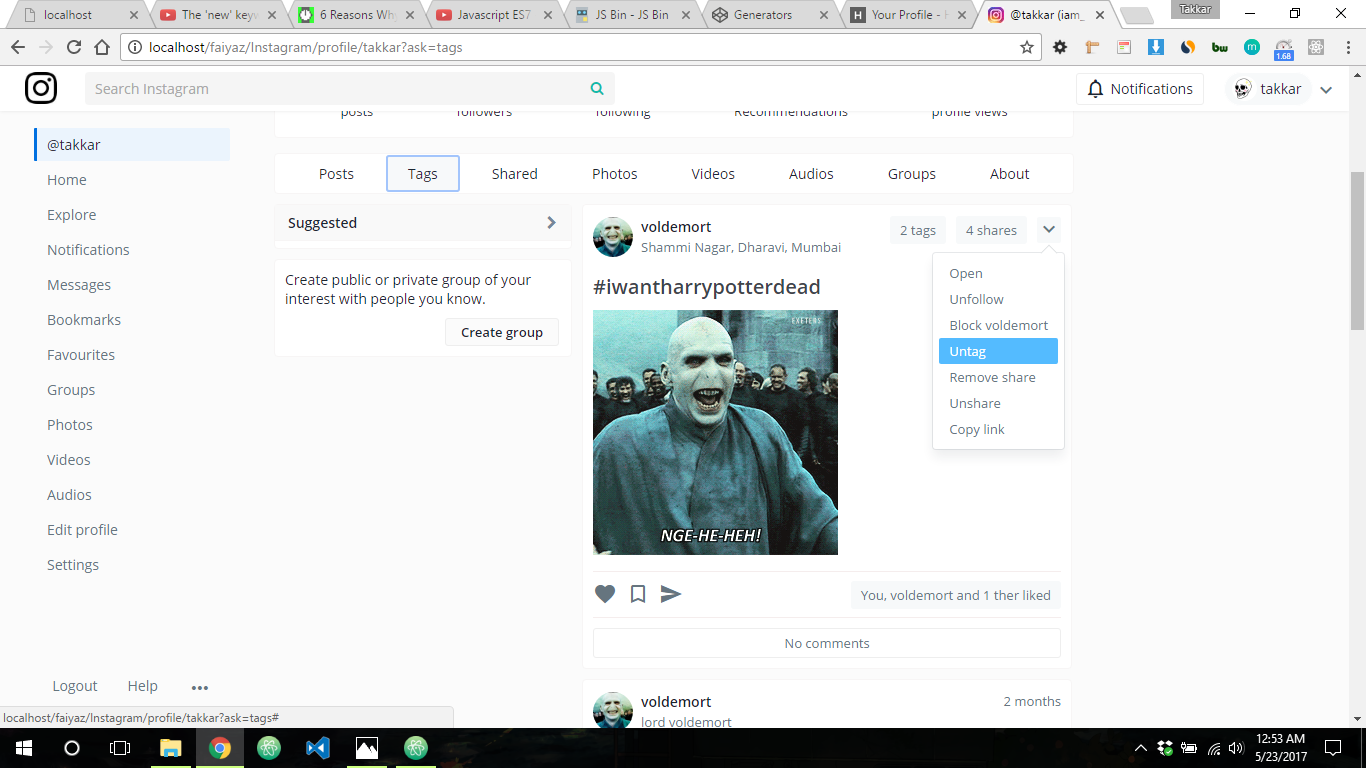 localhost
The 'new' keyw
6 Reasons Why
Javascript ES7
JS Bin - JS Bin
Generators
Your Profile - H
@takkar (iam_
Takkar
localhost/faiyaz/Instagram/profile/takkar?ask=tags
bw
m
1.68
Search Instagram
Notifications
takkar
posts
followers
following
Recommendations
profile views
@takkar
Home
Explore
Notifications
Messages
Bookmarks
Favourites
Groups
Photos
Videos
Audios
Edit profile
Settings
Logout
Help
Posts
Tags
Shared
Photos
Videos
Audios
Groups
About
Suggested
Create public or private group of your
interest with people you know.
Create group
voldemort
Shammi Nagar, Dharavi, Mumbai
2 tags
4 shares
Open
Unfollow
Block voldemort
Untag
Remove share
Unshare
Copy link
#iwantharrypotterdead
EXETERS
NGE-HE-HEH!
You, voldemort and 1 ther liked
No comments
voldemort
lord voldemort
2 months
localhost/faiyaz/Instagram/profile/takkar?ask=tags#
12:53 AM
5/23/2017